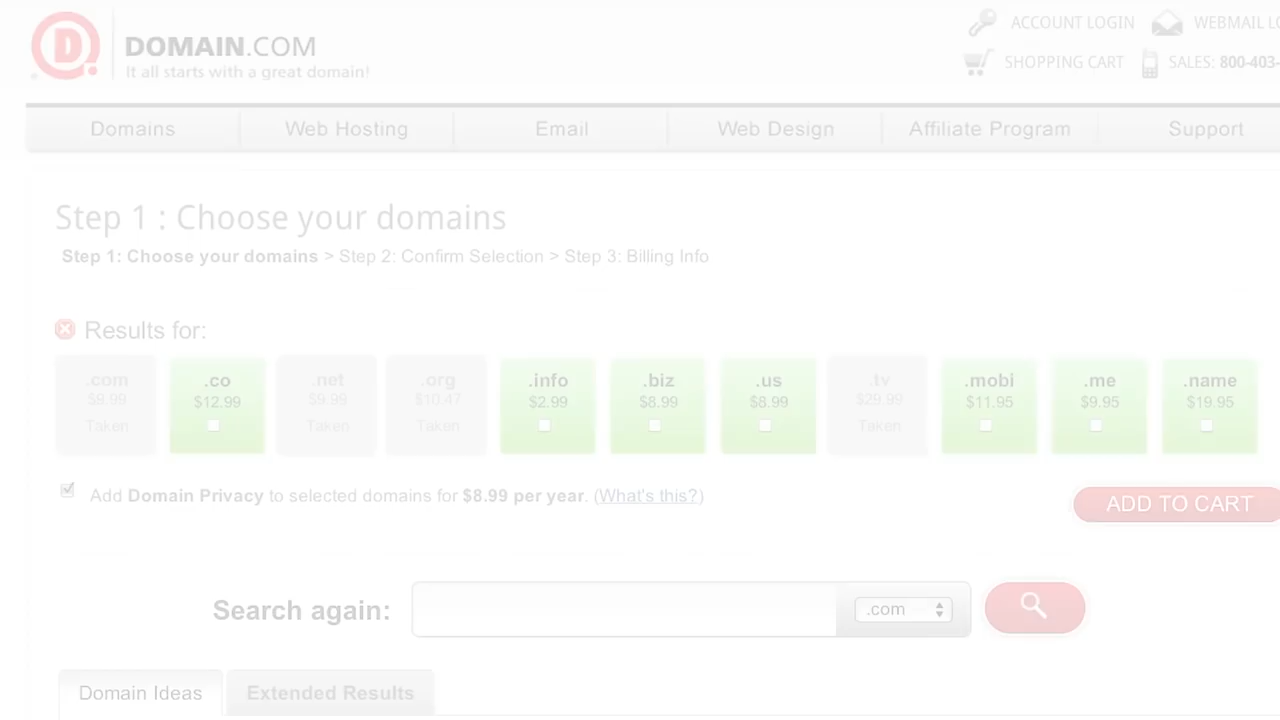 ACCOUNT LOGIN WEBMAIL LO
DOMAIN.COM
It all starts with a great domain!
SHOPPING CART SALES: 800-403-
Domains Web Hosting Email Web Design Affiliate Program Support
Step 1 : Choose your domains
Step 1: Choose your domains > Step 2: Confirm Selection > Step 3: Billing Info
Results for:
.com .co .net .org .info .biz .us .tv .mobi .me .name
$9.99 $12.99 $9.99 $10.47 $2.99 $8.99 $8.99 $29.99 $11.95 $9.95 $19.95
Taken Taken Taken Taken
Add Domain Privacy to selected domains for $8.99 per year. (What's this?)
ADD TO CART
Search again: .com
Domain Ideas Extended Results